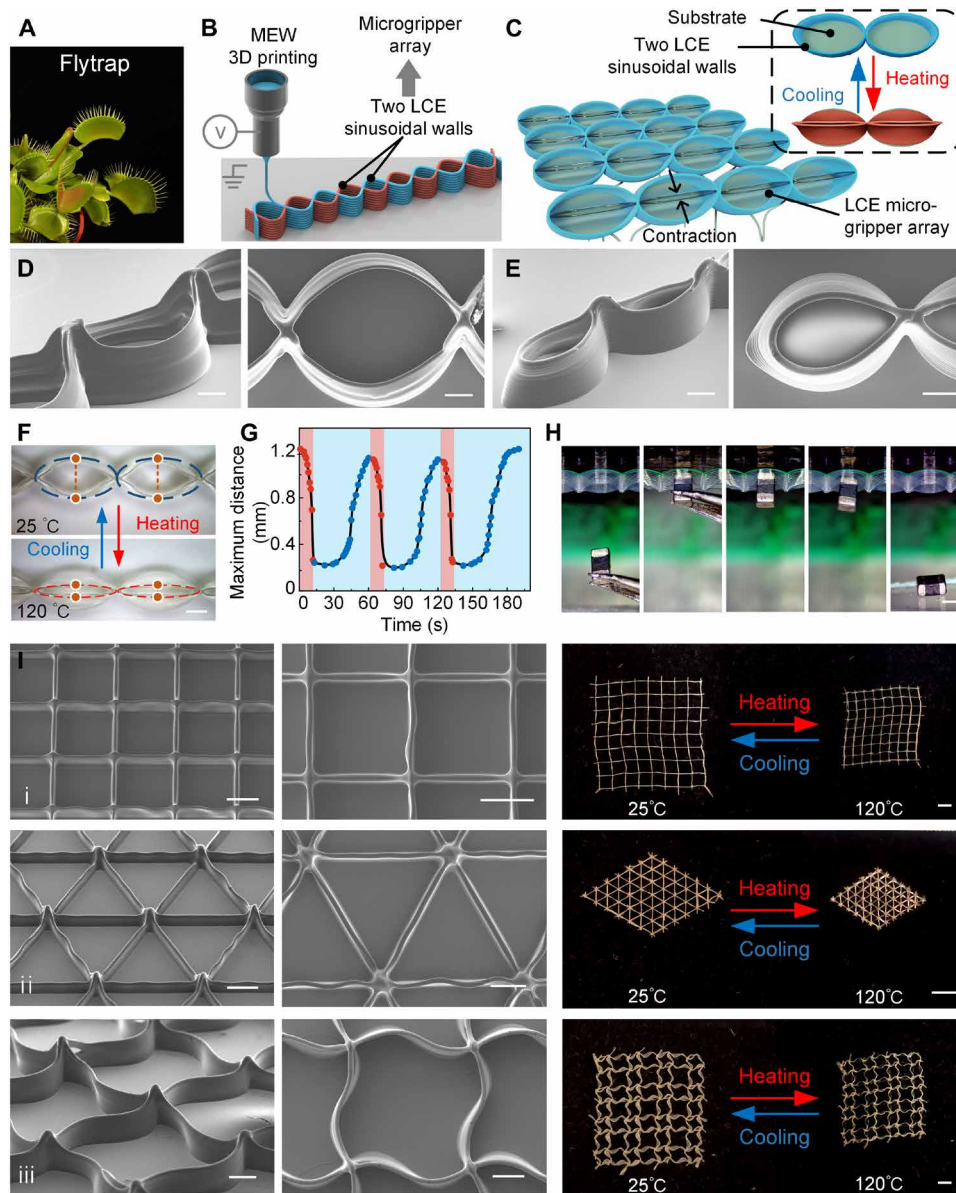 A
Flytrap
B
MEW
3D printing
V
Microgripper
array
Two LCE
sinusoidal walls
C
Substrate
Two LCE
sinusoidal walls
Cooling
Heating
LCE micro-
gripper array
Contraction
D
E
F
25 °C
Cooling
Heating
120 °C
G
Maximum distance
(mm)
1.2
0.8
0.4
0
0 30 60 90 120 150 180
Time (s)
H
I
i
Heating
Cooling
25°C
120°C
ii
Heating
Cooling
25°C
120°C
iii
Heating
Cooling
25°C
120°C